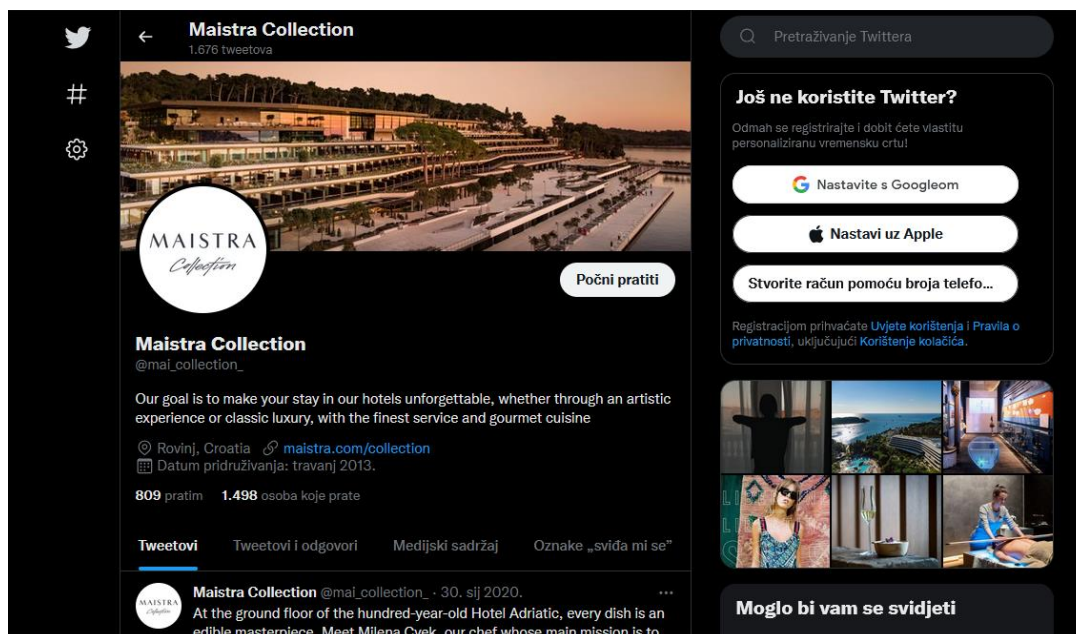 Maistra Collection
1.676 tweetova
MAISTRA
Collection
Počni pratiti
Maistra Collection
@mai_collection_
Our goal is to make your stay in our hotels unforgettable, whether through an artistic
experience or classic luxury, with the finest service and gourmet cuisine
Rovinj, Croatia maistra.com/collection
Datum pridruživanja: travanj 2013.
809 pratim 1.498 osoba koje prate
Tweetovi Tweetovi i odgovori Medijski sadržaj Oznake „sviđa mi se”
MAISTRA
Collection
Maistra Collection @mai_collection_ · 30. sij 2020.
At the ground floor of the hundred-year-old Hotel Adriatic, every dish is an
edible masterpiece. Meet Milena Cvek, our chef whose main mission is to
Pretraživanje Twittera
Još ne koristite Twitter?
Odmah se registrirajte i dobit ćete vlastitu
personaliziranu vremensku crtu!
Nastavite s Googleom
Nastavi uz Apple
Stvorite račun pomoću broja telefo...
Registracijom prihvaćate Uvjete korištenja i Pravila o
privatnosti, uključujući Korištenje kolačića.
Moglo bi vam se svidjeti